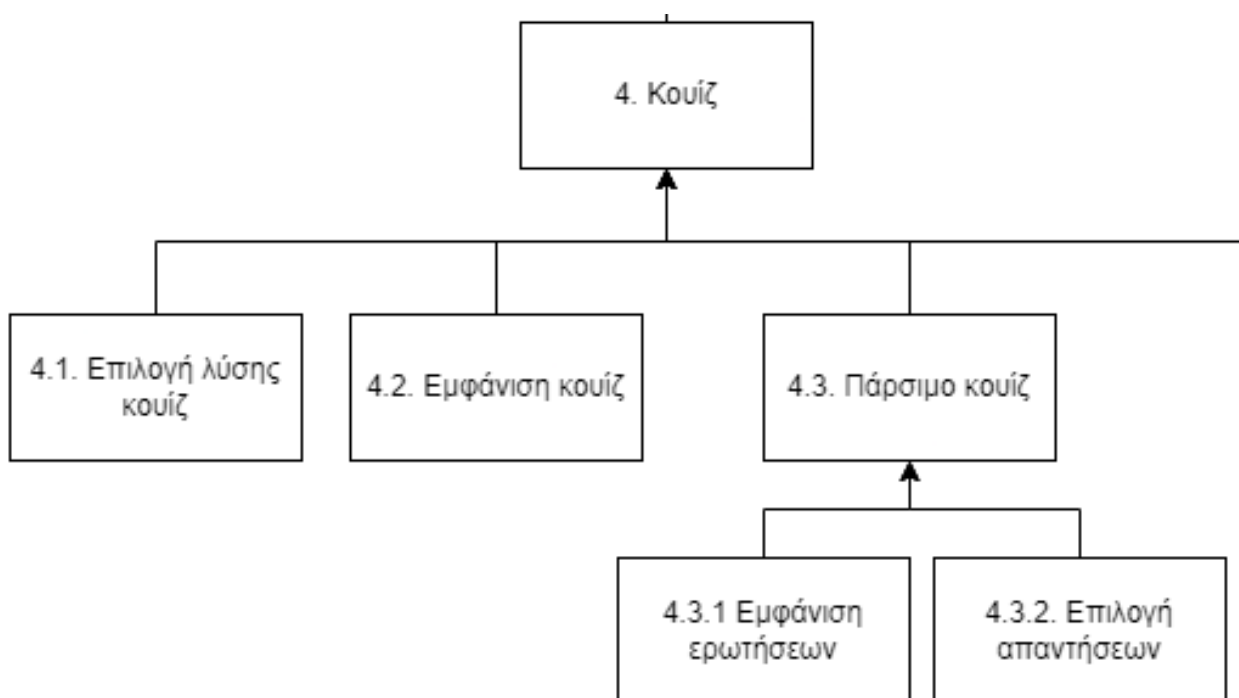 4. Κουίζ
4.1. Επιλογή λύσης
κουίζ
4.2. Εμφάνιση κουίζ
4.3. Πάρσιμο κουίζ
4.3.1 Εμφάνιση
ερωτήσεων
4.3.2. Επιλογή
απαντήσεων